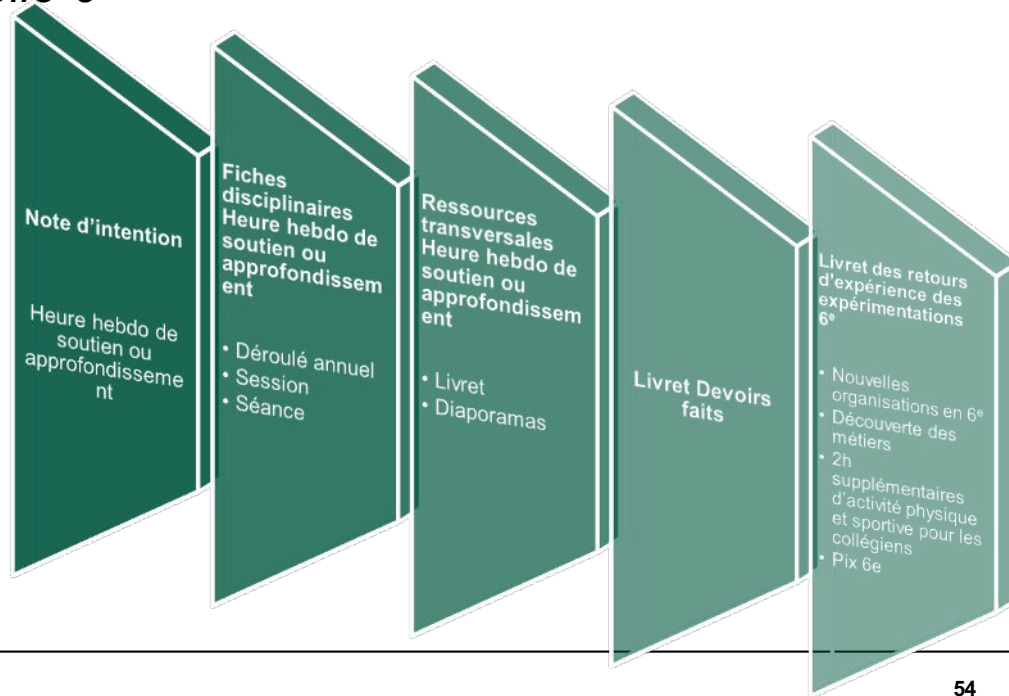 Note d'intention
Heure hebdo de
soutien ou
approfondisseme
nt
Fiches
disciplinaires
Heure hebdo de
soutien ou
approfondissem
ent
• Déroulé annuel
• Session
• Séance
Ressources
transversales
Heure hebdo de
soutien ou
approfondissem
ent
• Livret
• Diaporamas
Livret Devoirs
faits
Livret des retours
d'expérience des
expérimentations
6ᵉ
• Nouvelles
organisations en 6ᵉ
• Découverte des
métiers
• 2h
supplémentaires
d'activité physique
et sportive pour les
collégiens
• Pix 6e
54